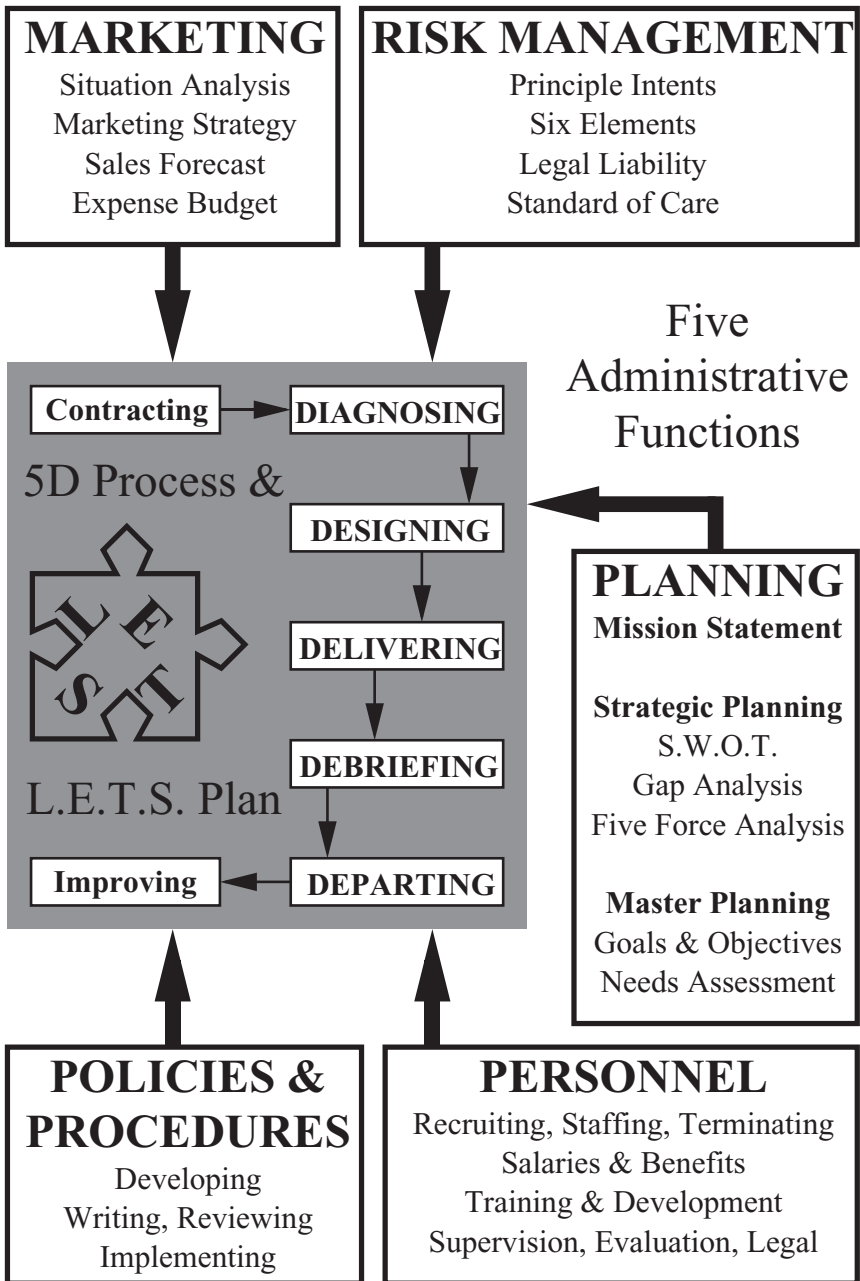 MARKETING
Situation Analysis
Marketing Strategy
Sales Forecast
Expense Budget
RISK MANAGEMENT
Principle Intents
Six Elements
Legal Liability
Standard of Care
Five
Administrative
Functions
Contracting
DIAGNOSING
5D Process &
DESIGNING
L E
S T
DELIVERING
DEBRIEFING
L.E.T.S. Plan
Improving
DEPARTING
PLANNING
Mission Statement
Strategic Planning
S.W.O.T.
Gap Analysis
Five Force Analysis
Master Planning
Goals & Objectives
Needs Assessment
POLICIES &
PROCEDURES
Developing
Writing, Reviewing
Implementing
PERSONNEL
Recruiting, Staffing, Terminating
Salaries & Benefits
Training & Development
Supervision, Evaluation, Legal